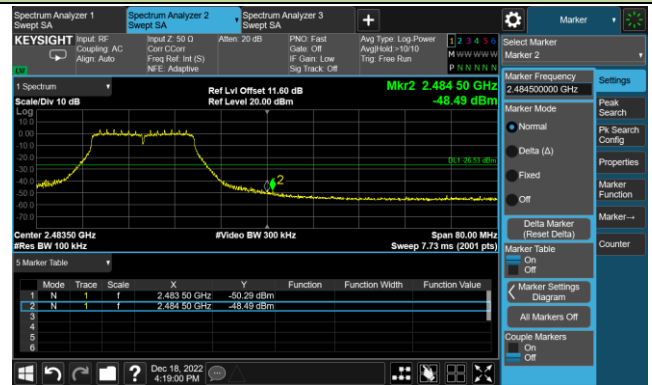 Spectrum Analyzer 1
Swept SA
Spectrum Analyzer 2
Swept SA
Spectrum Analyzer 3
Swept SA
Marker
KEYSIGHT
Input: RF
Coupling: AC
Align: Auto
Input Z: 50 Ω
Corr CCorr
Freq Ref: Int (S)
NFE: Adaptive
Atten: 20 dB
PNO: Fast
Gate: Off
IF Gain: Low
Sig Track: Off
Avg Type: Log-Power
Avg|Hold:>10/10
Trig: Free Run
1 2 3 4 5 6
M W W W W W
P N N N N N
Select Marker
Marker 2
Marker Frequency
2.484500000 GHz
Settings
1 Spectrum
Scale/Div 10 dB
Ref Lvl Offset 11.60 dB
Ref Level 20.00 dBm
Mkr2 2.484 50 GHz
-48.49 dBm
Log
10.0
0.00
-10.0
-20.0
-30.0
-40.0
-50.0
-60.0
-70.0
DL1 -26.53 dBm
2
Center 2.48350 GHz
#Res BW 100 kHz
#Video BW 300 kHz
Span 80.00 MHz
Sweep 7.73 ms (2001 pts)
Marker Mode
Normal
Delta (Δ)
Fixed
Off
Delta Marker
(Reset Delta)
Marker Table
On
Off
Marker Settings
Diagram
All Markers Off
Couple Markers
On
Off
Peak
Search
Pk Search
Config
Properties
Marker
Function
Marker→
Counter
5 Marker Table
Mode Trace Scale X Y Function Function Width Function Value
1 N 1 f 2.483 50 GHz -50.29 dBm
2 N 1 f 2.484 50 GHz -48.49 dBm
3
4
5
6
?
Dec 18, 2022
4:19:00 PM